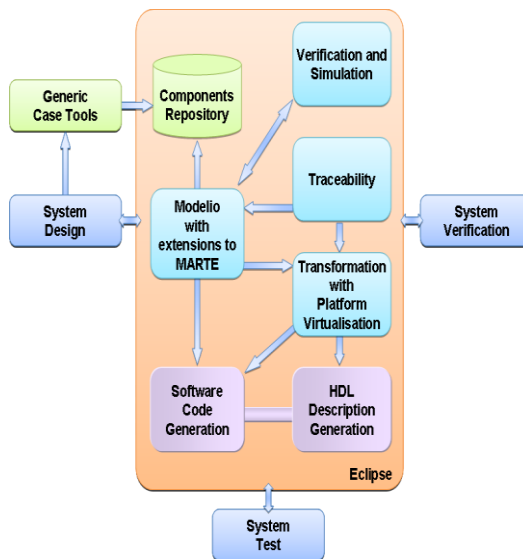 Verification and
Simulation
Generic
Case Tools
Components
Repository
Traceability
System
Design
Modelio
with
extensions to
MARTE
System
Verification
Transformation
with
Platform
Virtualisation
Software
Code
Generation
HDL
Description
Generation
Eclipse
System
Test